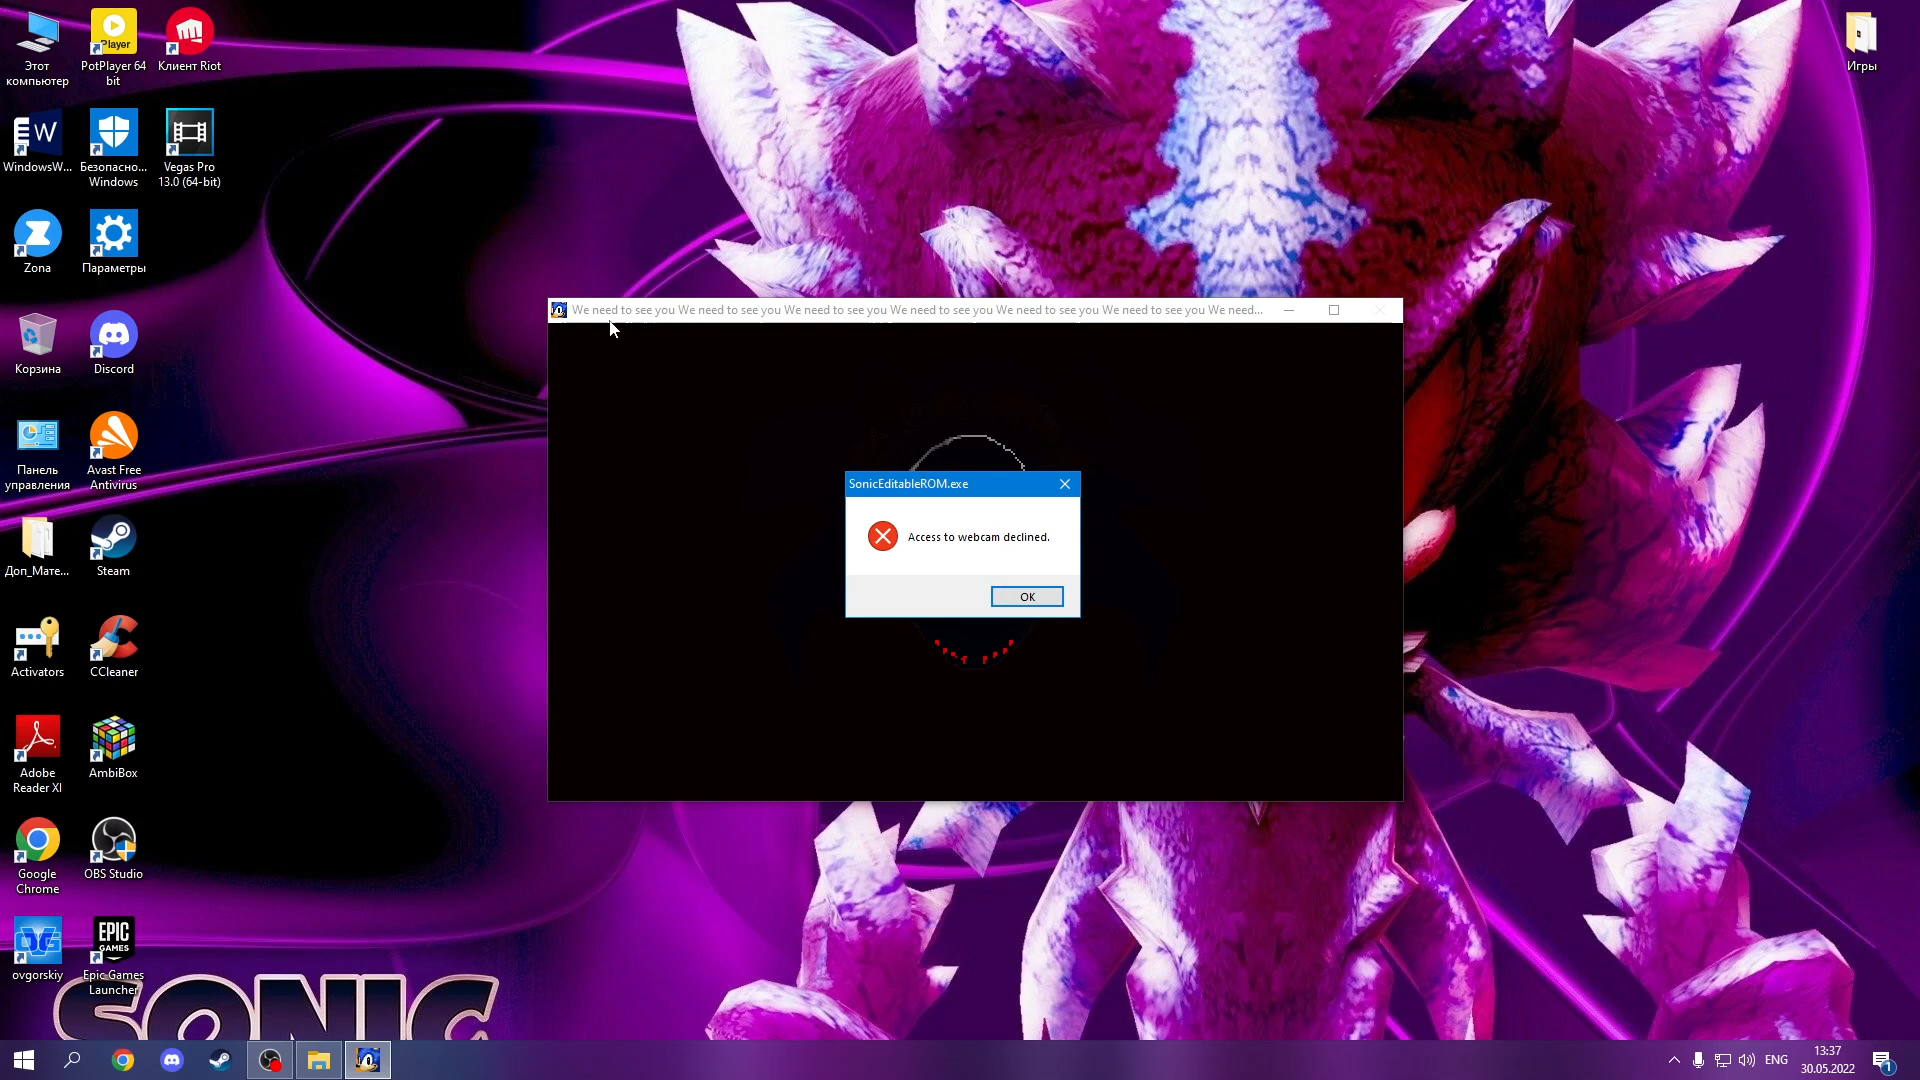 Этот
компьютер
PotPlayer 64
bit
Клиент Riot
Игры
WindowsW...
Безопасно...
Windows
Vegas Pro
13.0 (64-bit)
Zona
Параметры
We need to see you We need to see you We need to see you We need to see you We need to see you We need to see you We need...
Корзина
Discord
Панель
управления
Avast Free
Antivirus
SonicEditableROM.exe
Access to webcam declined.
OK
Доп_Мате...
Steam
Activators
CCleaner
Adobe
Reader XI
AmbiBox
Google
Chrome
OBS Studio
EPIC
GAMES
ovgorskiy
Epic Games
Launcher
SONIC
ENG
13:37
30.05.2022
1